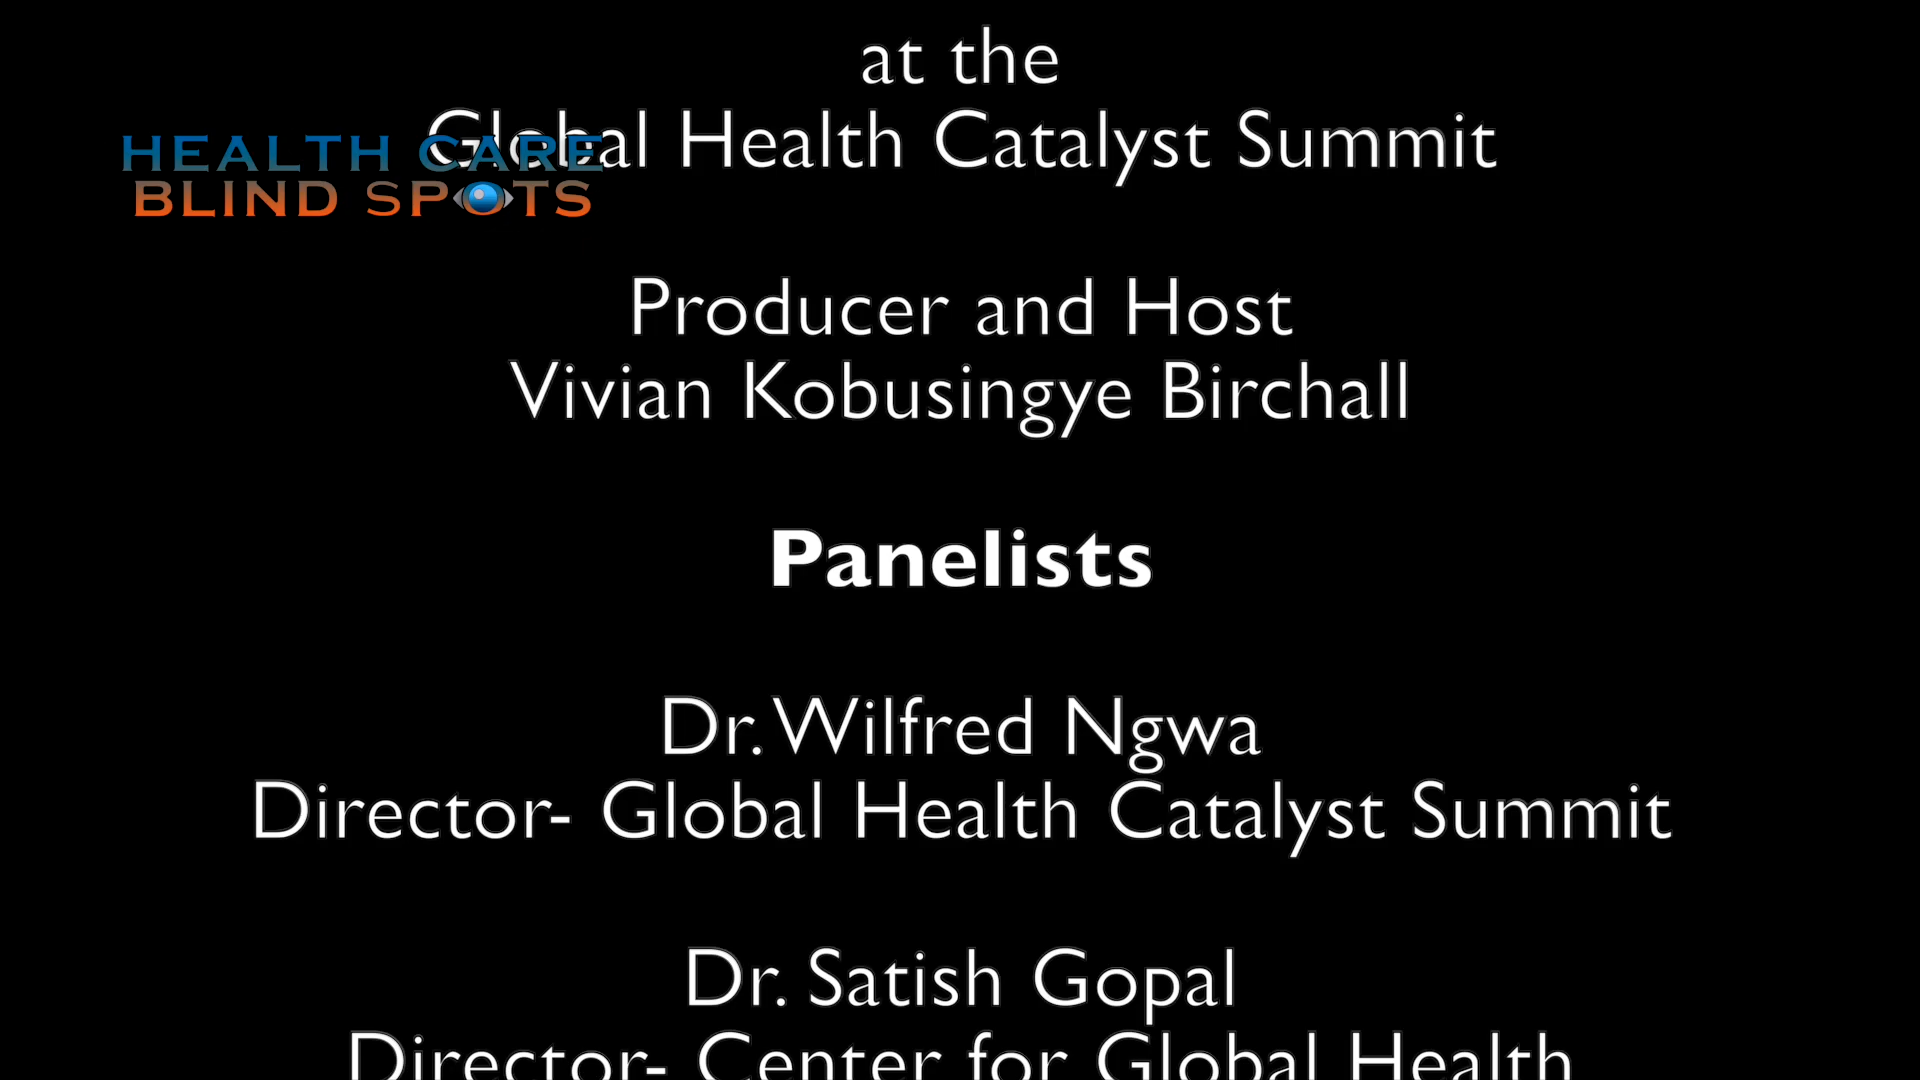 at the
Global Health Catalyst Summit
HEALTH CARE
BLIND SPOTS
Producer and Host
Vivian Kobusingye Birchall
Panelists
Dr. Wilfred Ngwa
Director- Global Health Catalyst Summit
Dr. Satish Gopal
Director- Center for Global Health